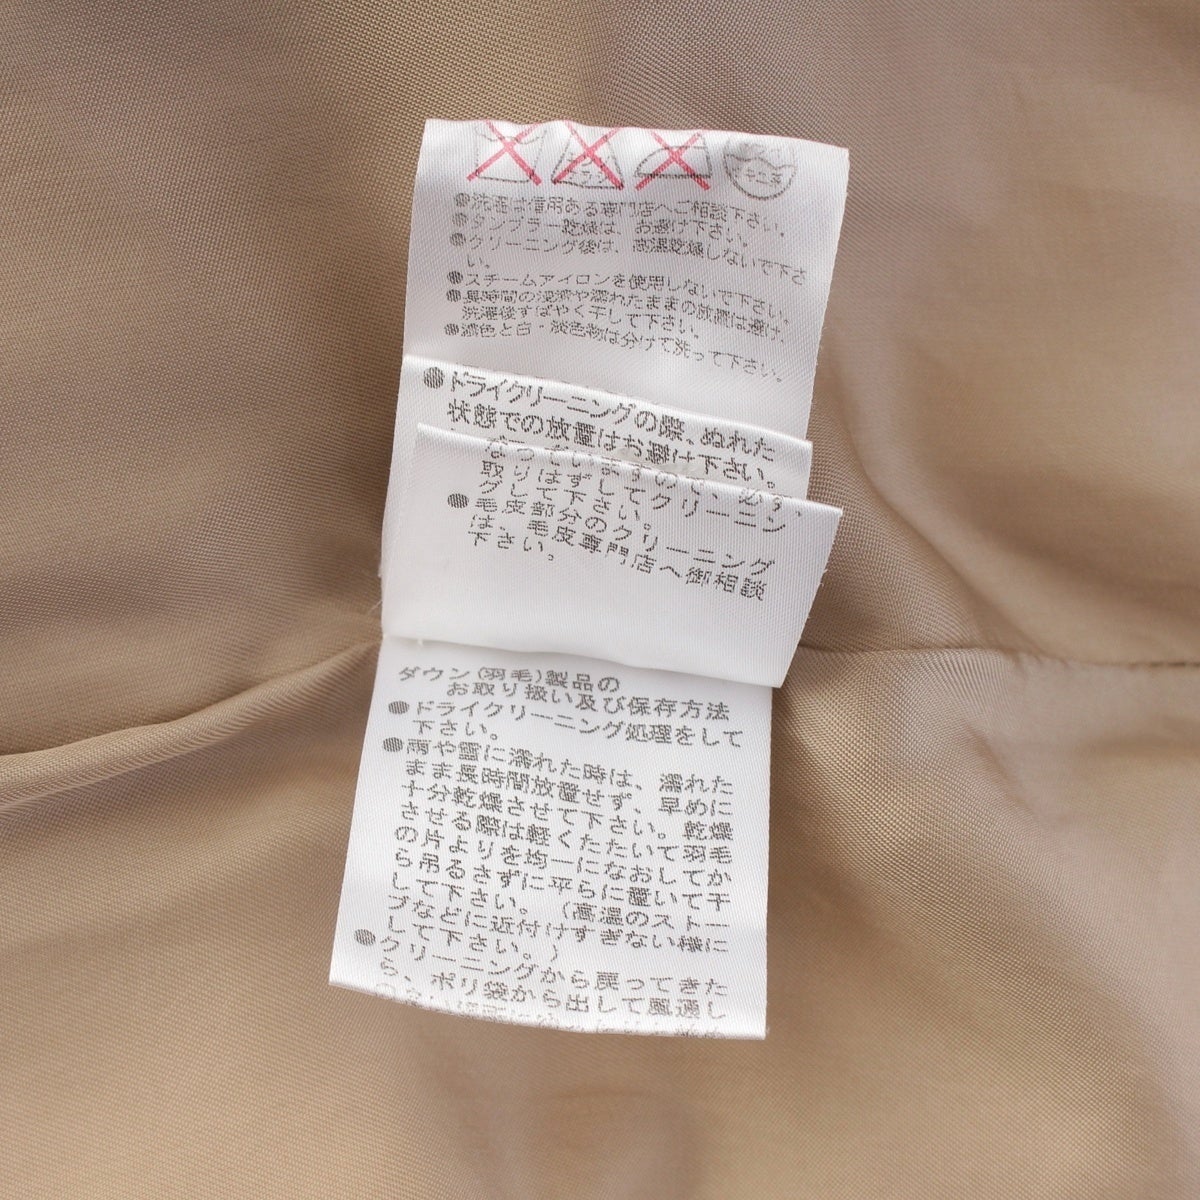 ドライ
セキユ系
●洗濯は信用ある専門店へご相談下さい。
●タンブラー乾燥は、お避け下さい。
●クリーニング後は、高温乾燥しないで下さ
い。
●スチームアイロンを使用しないで下さい。
●長時間の浸漬や濡れたままの放置は避け、
洗濯後すばやく干して下さい。
●濃色と白・淡色物は分けて洗って下さい。
●ドライクリーニングの際、ぬれた
状態での放置はお避け下さい。
なっていますので、必ず、
取りはずしてクリーニン
グして下さい。
●毛皮部分のクリーニング
は、毛皮専門店へ御相談
下さい。
ダウン(羽毛)製品の
お取り扱い及び保存方法
●ドライクリーニング処理をして
下さい。
●雨や雪に濡れた時は、濡れた
まま長時間放置せず、早めに
十分乾燥させて下さい。乾燥
させる際は軽くたたいて羽毛
の片よりを均一になおしてか
ら吊るさずに平らに置いて干
して下さい。(高温のストー
ブなどに近付けすぎない様に
して下さい。)
●クリーニングから戻ってきた
ら、ポリ袋から出して風通し